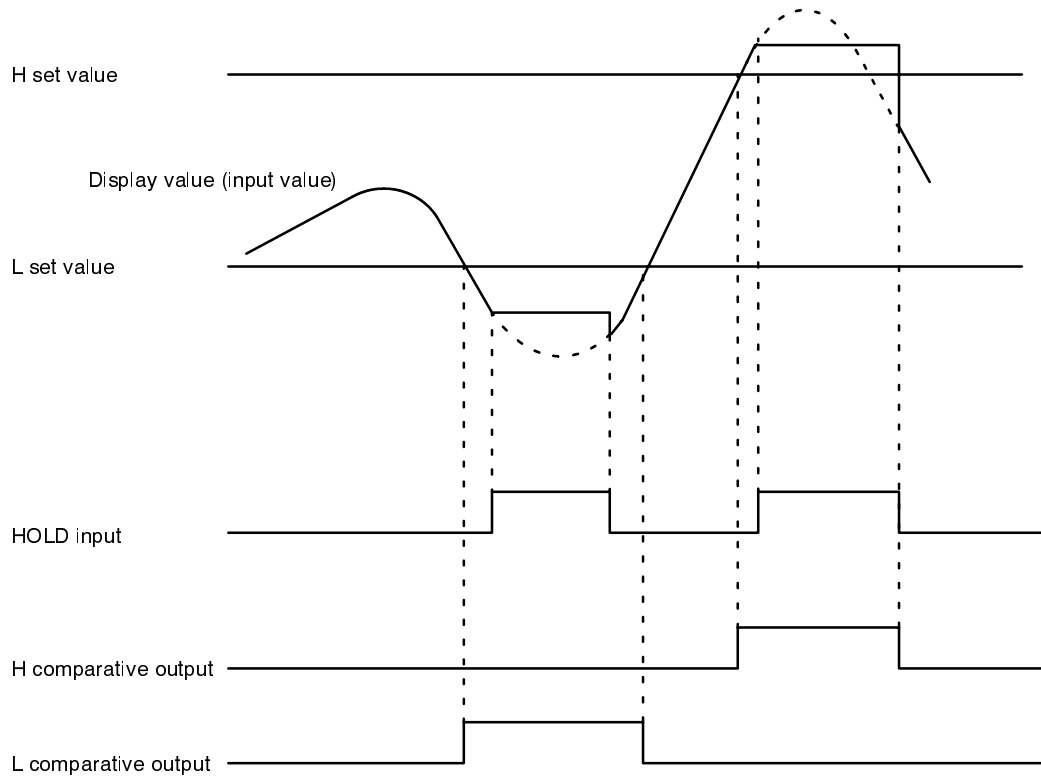 H set value
Display value (input value)
L set value
HOLD input
H comparative output
L comparative output